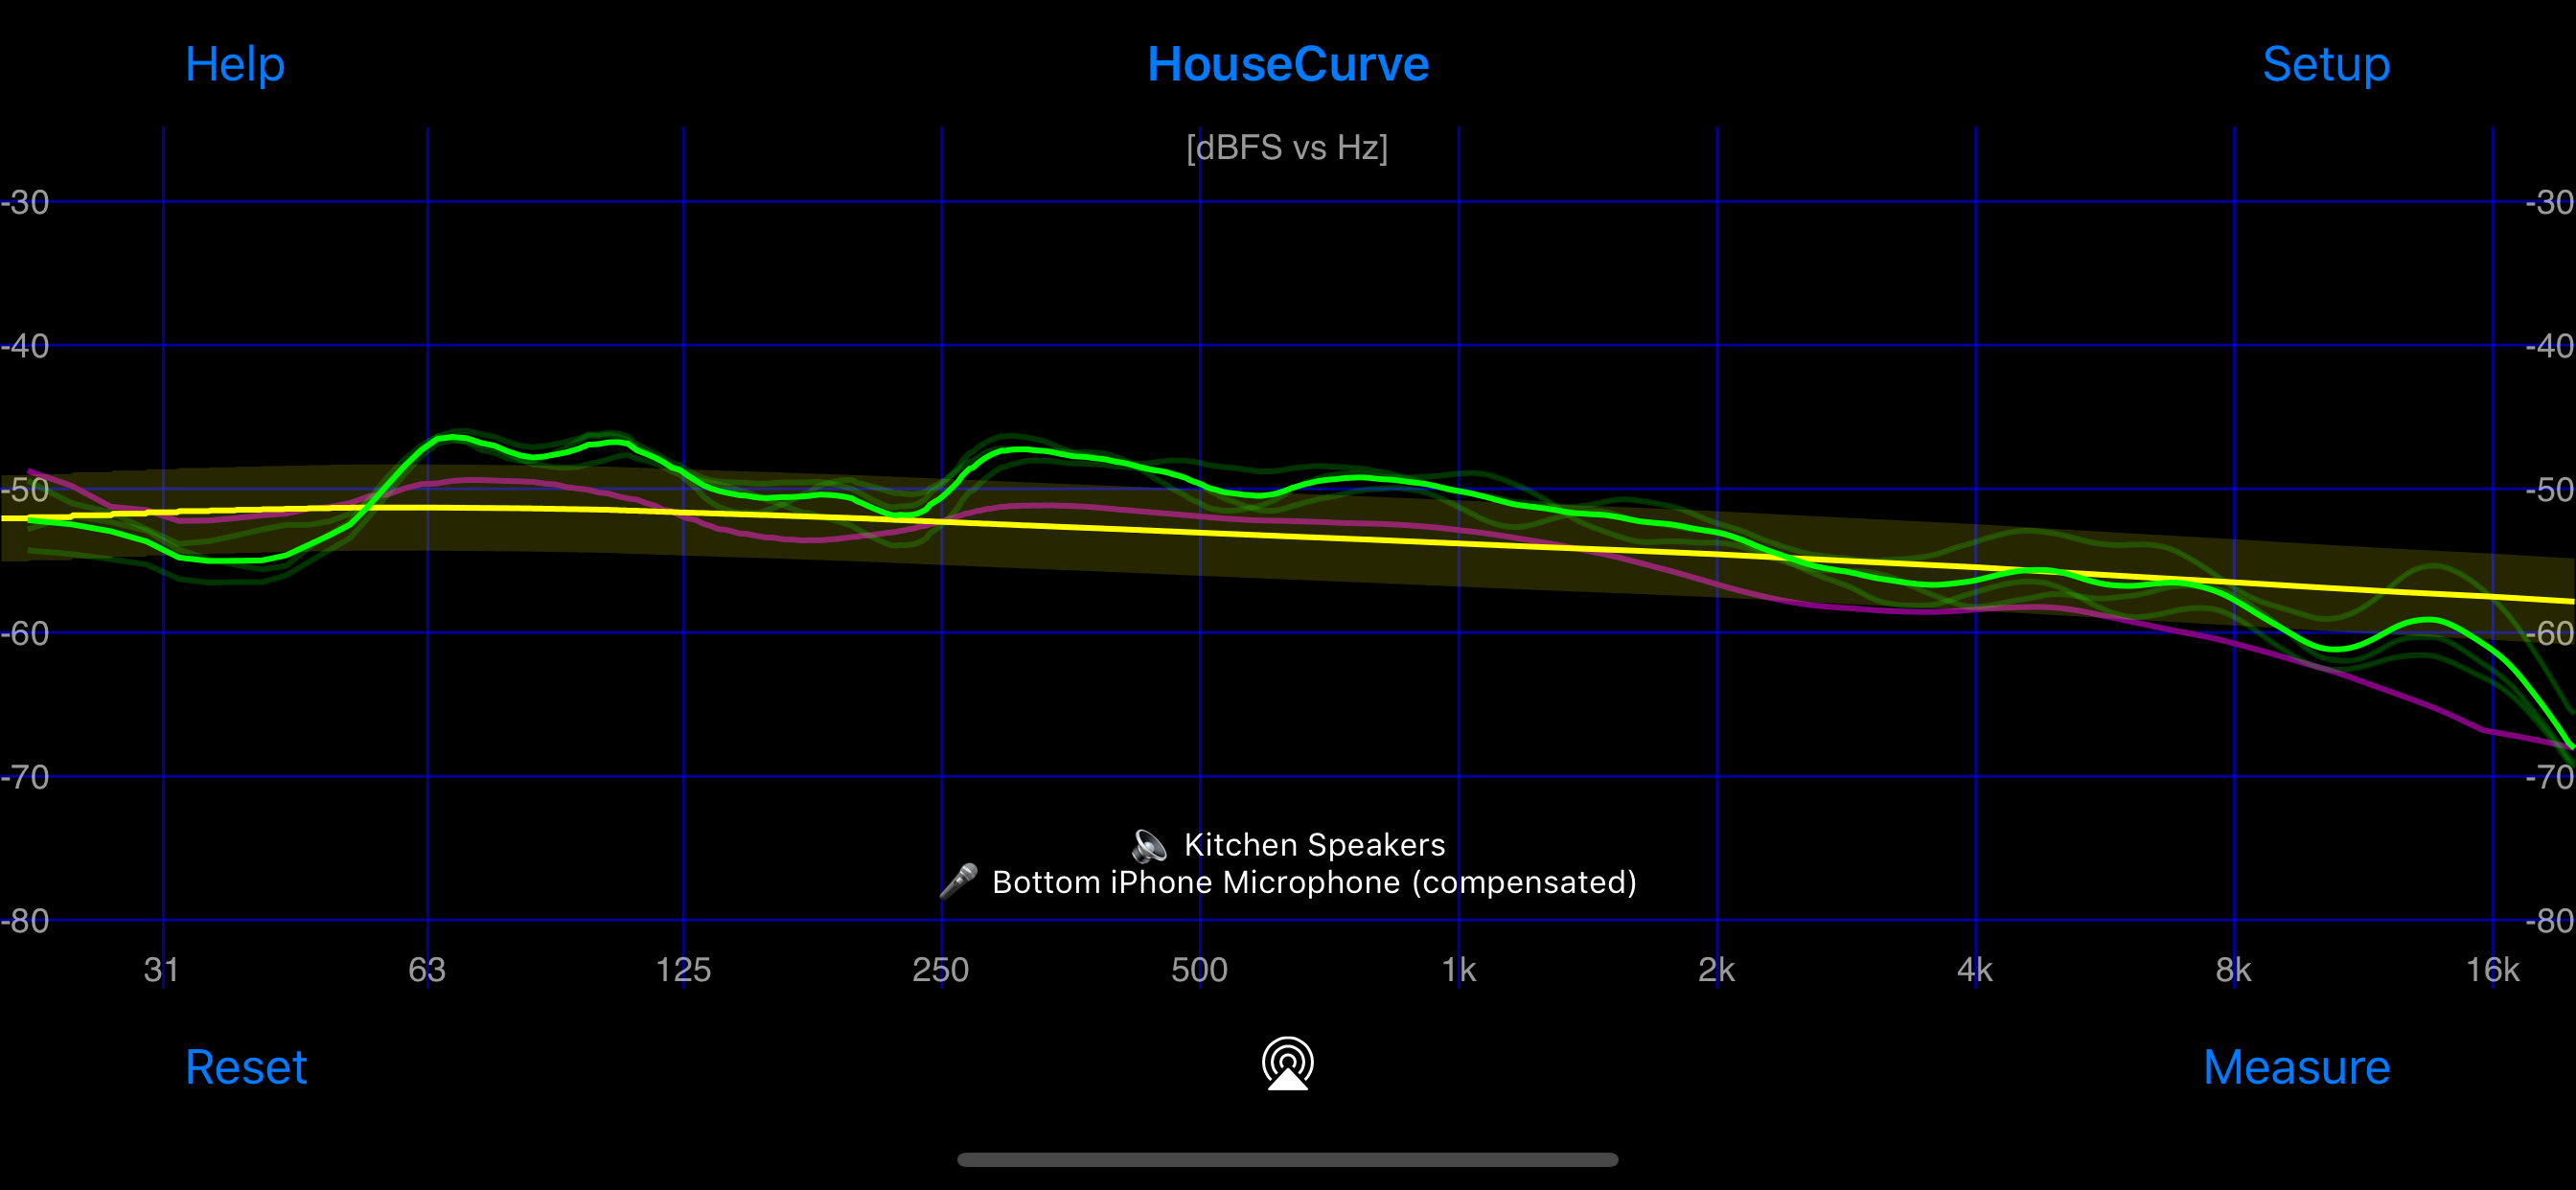 Help HouseCurve Setup
[dBFS vs Hz]
-30 -30
-40 -40
-50 -50
-60 -60
-70 -70
🔈 Kitchen Speakers
🎤 Bottom iPhone Microphone (compensated)
-80 -80
31 63 125 250 500 1k 2k 4k 8k 16k
Reset Measure